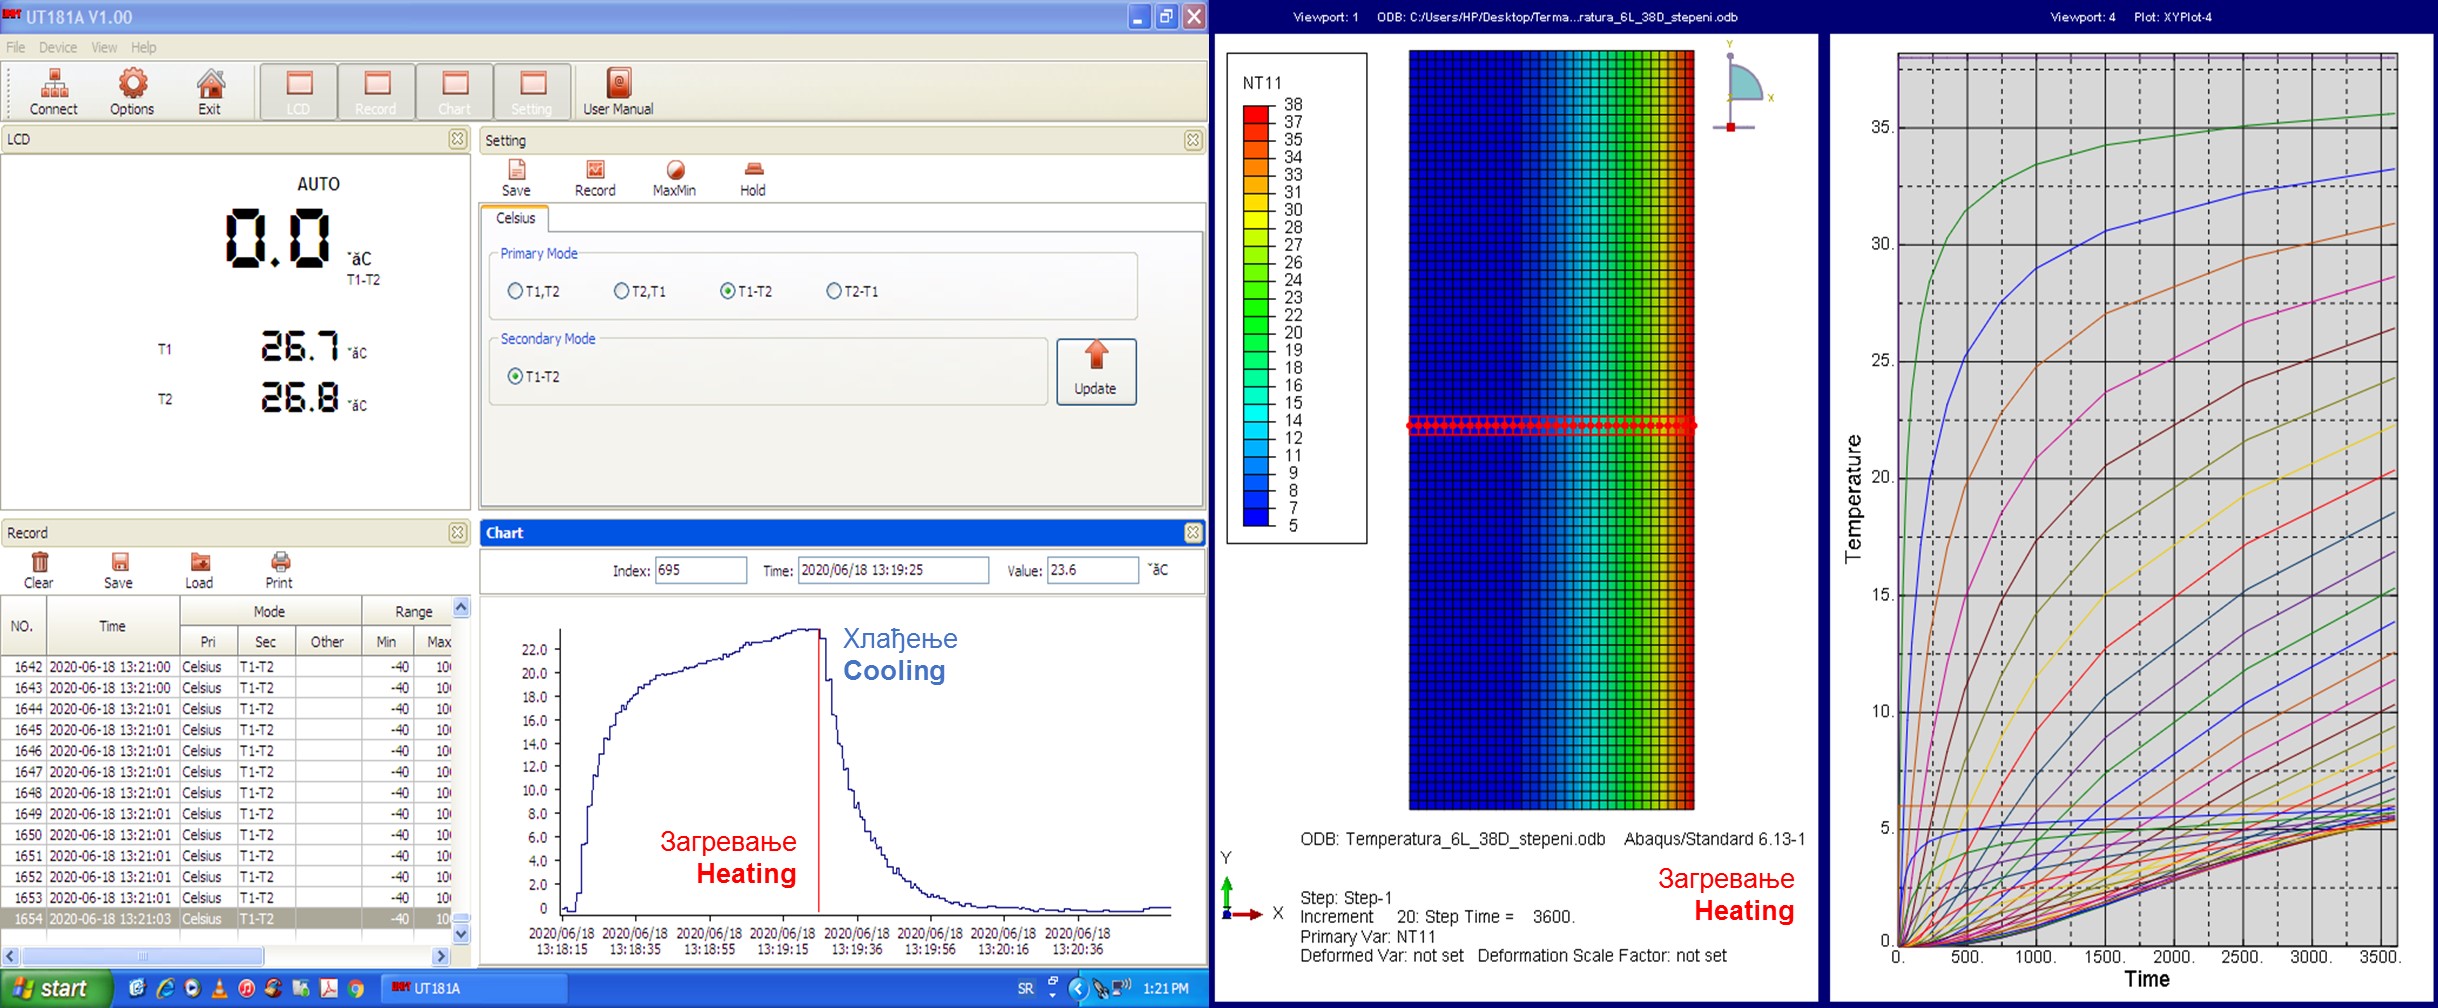 UT181A V1.00
File Device View Help
Connect Options Exit LCD Record Chart Setting User Manual
LCD
AUTO
0.0 ˇăC
T1-T2
T1 26.7 ˇăC
T2 26.8 ˇăC
Setting
Save Record MaxMin Hold
Celsius
Primary Mode
T1,T2 T2,T1 T1-T2 T2-T1
Secondary Mode
T1-T2
Update
Record
Clear Save Load Print
NO. Time Mode Range
Pri Sec Other Min Max
1642 2020-06-18 13:21:00 Celsius T1-T2 -40 10
1643 2020-06-18 13:21:00 Celsius T1-T2 -40 10
1644 2020-06-18 13:21:01 Celsius T1-T2 -40 10
1645 2020-06-18 13:21:01 Celsius T1-T2 -40 10
1646 2020-06-18 13:21:01 Celsius T1-T2 -40 10
1647 2020-06-18 13:21:01 Celsius T1-T2 -40 10
1648 2020-06-18 13:21:01 Celsius T1-T2 -40 10
1649 2020-06-18 13:21:01 Celsius T1-T2 -40 10
1650 2020-06-18 13:21:01 Celsius T1-T2 -40 10
1651 2020-06-18 13:21:01 Celsius T1-T2 -40 10
1652 2020-06-18 13:21:01 Celsius T1-T2 -40 10
1653 2020-06-18 13:21:01 Celsius T1-T2 -40 10
1654 2020-06-18 13:21:03 Celsius T1-T2 -40 10
Chart
Index: 695 Time: 2020/06/18 13:19:25 Value: 23.6 ˇăC
22.0
20.0
18.0
16.0
14.0
12.0
10.0
8.0
6.0
4.0
2.0
0
Хлађење
Cooling
Загревање
Heating
2020/06/18 2020/06/18 2020/06/18 2020/06/18 2020/06/18 2020/06/18 2020/06/18 2020/06/18
13:18:15 13:18:35 13:18:55 13:19:15 13:19:36 13:19:56 13:20:16 13:20:36
start UT181A SR 1:21 PM
Viewport: 1 ODB: C:/Users/HP/Desktop/Terma...ratura_6L_38D_stepeni.odb
NT11
38
37
35
34
33
31
30
28
27
26
24
23
22
20
19
18
16
15
14
12
11
9
8
7
5
Y
X
Z
ODB: Temperatura_6L_38D_stepeni.odb Abaqus/Standard 6.13-1
Y
X
Step: Step-1
Increment 20: Step Time = 3600.
Primary Var: NT11
Deformed Var: not set Deformation Scale Factor: not set
Загревање
Heating
Viewport: 4 Plot: XYPlot-4
Temperature
35.
30.
25.
20.
15.
10.
5.
0.
0. 500. 1000. 1500. 2000. 2500. 3000. 3500.
Time